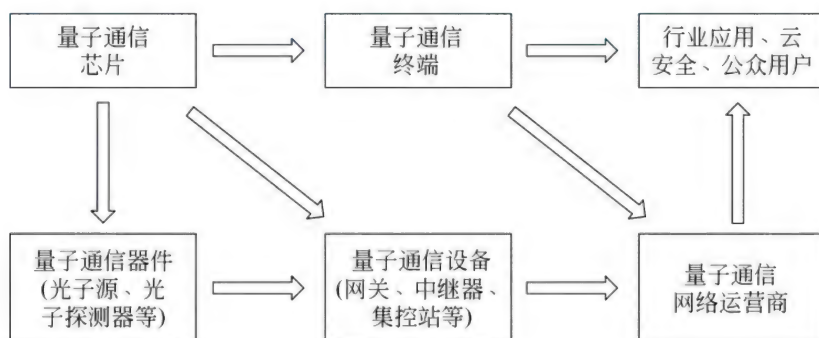 量子通信
芯片
量子通信
终端
行业应用、云
安全、公众用户
量子通信器件
(光子源、光
子探测器等)
量子通信设备
(网关、中继器、
集控站等)
量子通信
网络运营商